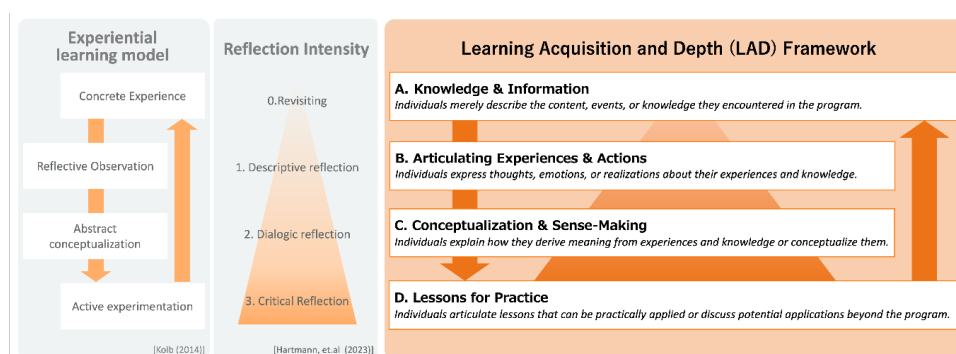 Experiential
learning model
Concrete Experience
Reflective Observation
Abstract
conceptualization
Active experimentation
[Kolb (2014)]
Reflection Intensity
0.Revisiting
1. Descriptive reflection
2. Dialogic reflection
3. Critical Reflection
[Hartmann, et.al (2023)]
Learning Acquisition and Depth (LAD) Framework
A. Knowledge & Information
Individuals merely describe the content, events, or knowledge they encountered in the program.
B. Articulating Experiences & Actions
Individuals express thoughts, emotions, or realizations about their experiences and knowledge.
C. Conceptualization & Sense-Making
Individuals explain how they derive meaning from experiences and knowledge or conceptualize them.
D. Lessons for Practice
Individuals articulate lessons that can be practically applied or discuss potential applications beyond the program.